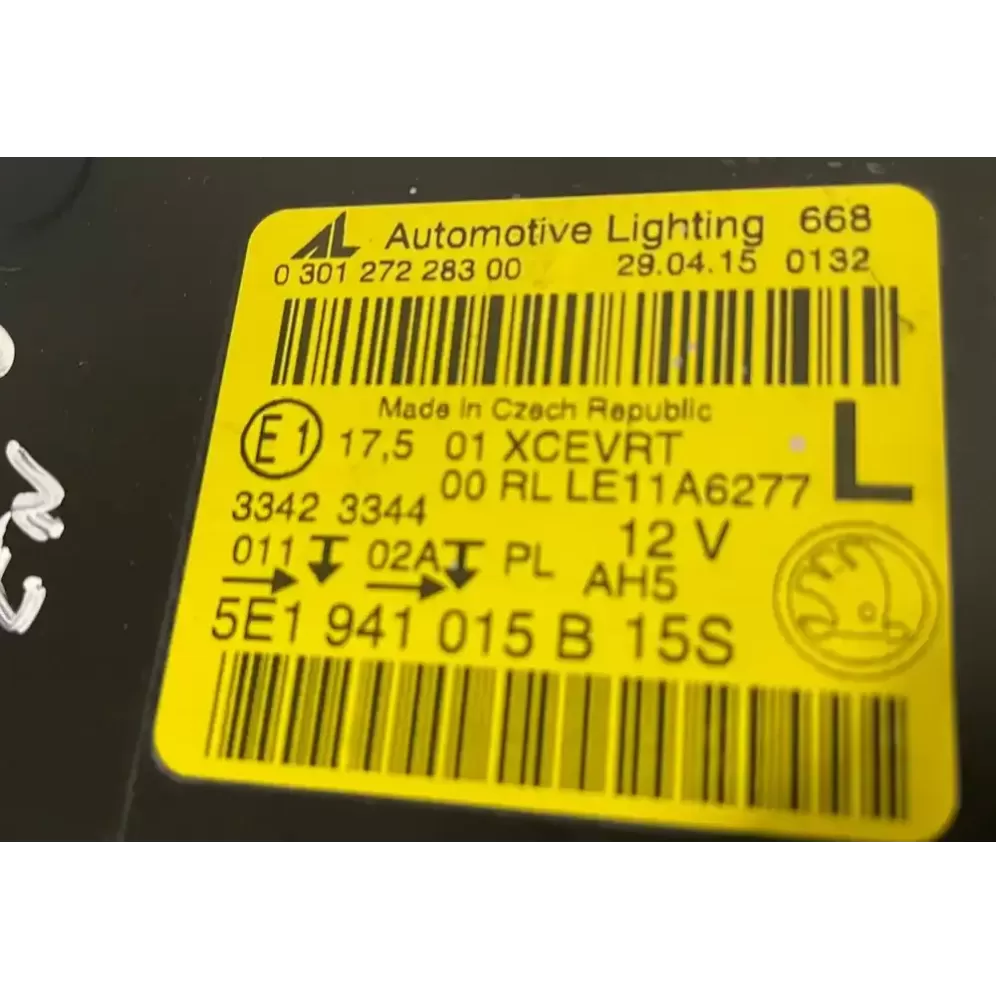 AL Automotive Lighting 668
0 301 272 283 00 29.04.15 0132
Made in Czech Republic
L
E1 17,5 01 XCEVRT
00 RL LE11A6277
3342 3344
12 V
011 02A PL
AH5
5E1 941 015 B 15S